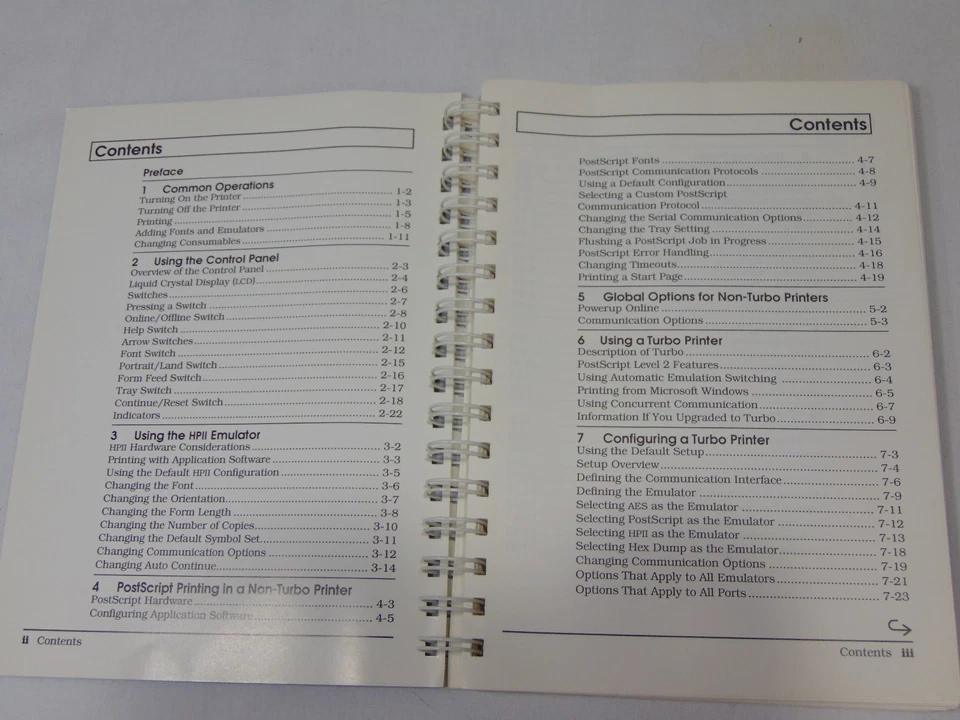 Contents
Preface
1 Common Operations
Turning On the Printer ........ 1-2
Turning Off the Printer ........ 1-3
Printing ........ 1-5
Adding Fonts and Emulators ........ 1-8
Changing Consumables ........ 1-11
2 Using the Control Panel
Overview of the Control Panel ........ 2-3
Liquid Crystal Display (LCD) ........ 2-4
Switches ........ 2-6
Pressing a Switch ........ 2-7
Online/Offline Switch ........ 2-8
Help Switch ........ 2-10
Arrow Switches ........ 2-11
Font Switch ........ 2-12
Portrait/Land Switch ........ 2-15
Form Feed Switch ........ 2-16
Tray Switch ........ 2-17
Continue/Reset Switch ........ 2-18
Indicators ........ 2-22
3 Using the HPII Emulator
HPII Hardware Considerations ........ 3-2
Printing with Application Software ........ 3-3
Using the Default HPII Configuration ........ 3-5
Changing the Font ........ 3-6
Changing the Orientation ........ 3-7
Changing the Form Length ........ 3-8
Changing the Number of Copies ........ 3-10
Changing the Default Symbol Set ........ 3-11
Changing Communication Options ........ 3-12
Changing Auto Continue ........ 3-14
4 PostScript Printing in a Non-Turbo Printer
PostScript Hardware ........ 4-3
Configuring Application Software ........ 4-5
ii Contents
Contents
PostScript Fonts ........ 4-7
PostScript Communication Protocols ........ 4-8
Using a Default Configuration ........ 4-9
Selecting a Custom PostScript
Communication Protocol ........ 4-11
Changing the Serial Communication Options ........ 4-12
Changing the Tray Setting ........ 4-14
Flushing a PostScript Job in Progress ........ 4-15
PostScript Error Handling ........ 4-16
Changing Timeouts ........ 4-18
Printing a Start Page ........ 4-19
5 Global Options for Non-Turbo Printers
Powerup Online ........ 5-2
Communication Options ........ 5-3
6 Using a Turbo Printer
Description of Turbo ........ 6-2
PostScript Level 2 Features ........ 6-3
Using Automatic Emulation Switching ........ 6-4
Printing from Microsoft Windows ........ 6-5
Using Concurrent Communication ........ 6-7
Information If You Upgraded to Turbo ........ 6-9
7 Configuring a Turbo Printer
Using the Default Setup ........ 7-3
Setup Overview ........ 7-4
Defining the Communication Interface ........ 7-6
Defining the Emulator ........ 7-9
Selecting AES as the Emulator ........ 7-11
Selecting PostScript as the Emulator ........ 7-12
Selecting HPII as the Emulator ........ 7-13
Selecting Hex Dump as the Emulator ........ 7-18
Changing Communication Options ........ 7-19
Options That Apply to All Emulators ........ 7-21
Options That Apply to All Ports ........ 7-23
Contents iii